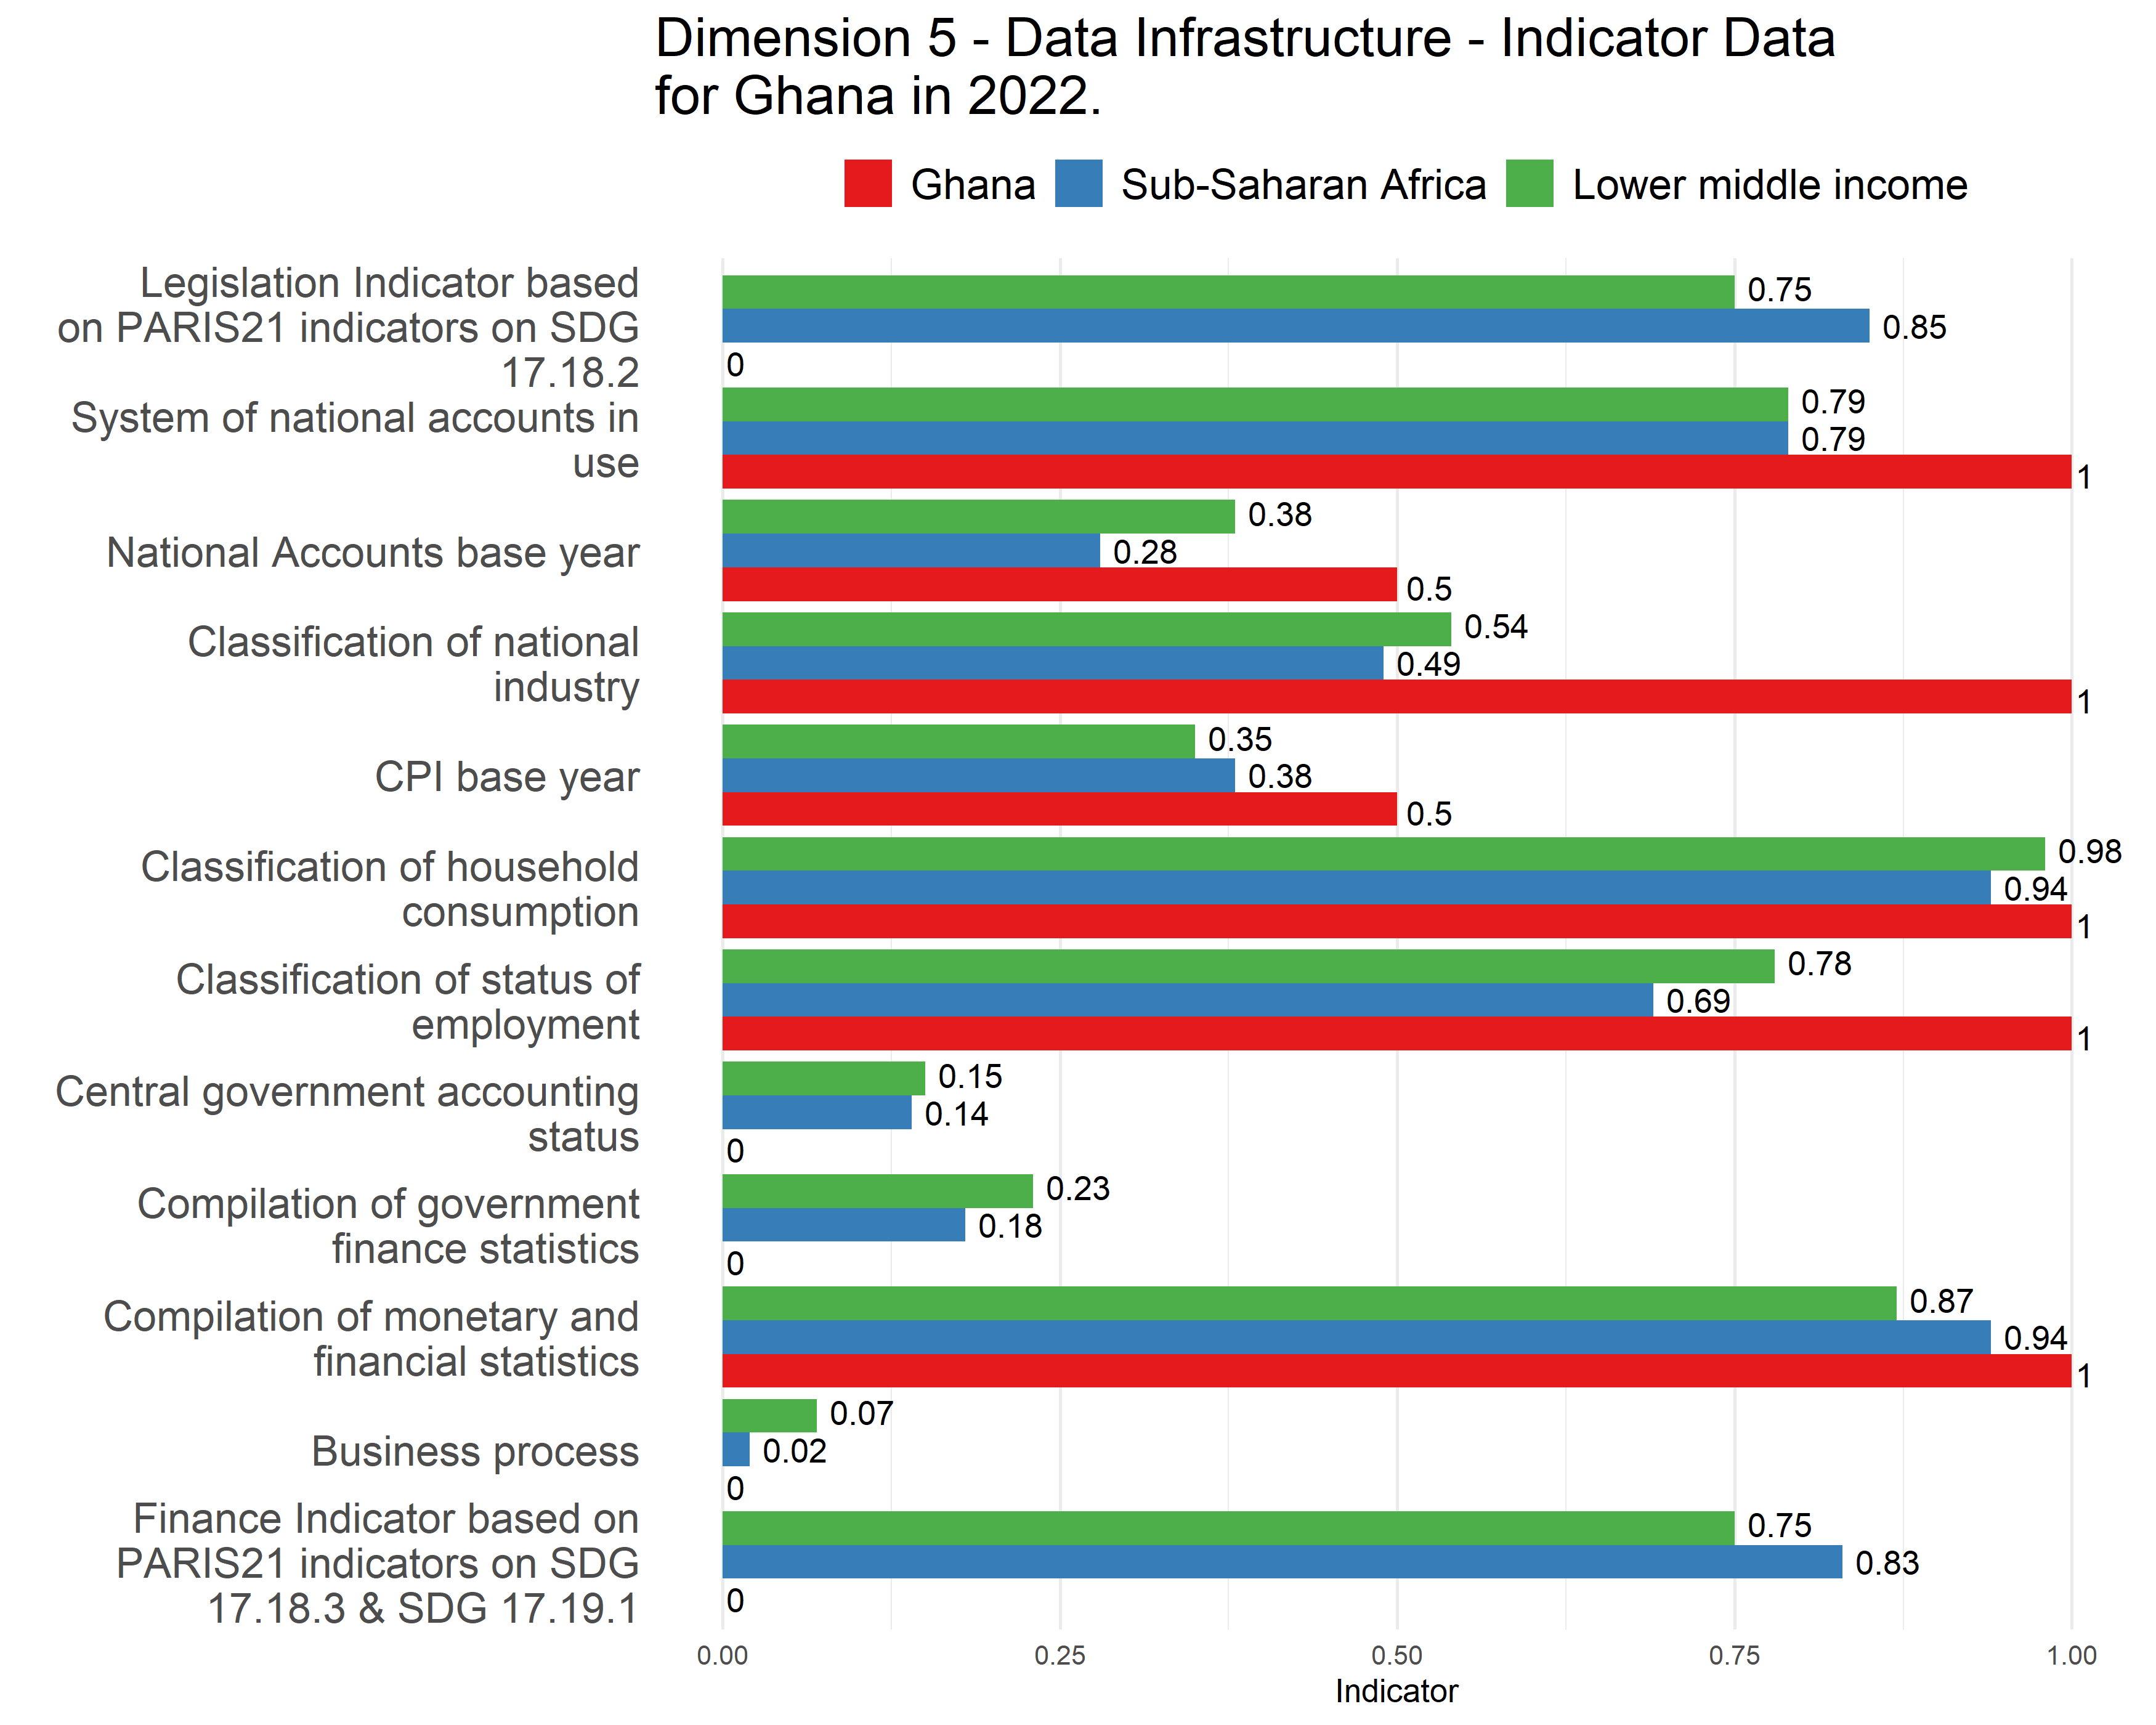 Dimension 5 - Data Infrastructure - Indicator Data
for Ghana in 2022.
Ghana Sub-Saharan Africa Lower middle income
Legislation Indicator based
on PARIS21 indicators on SDG
17.18.2
0.75
0.85
0
System of national accounts in
use
0.79
0.79
1
National Accounts base year
0.38
0.28
0.5
Classification of national
industry
0.54
0.49
1
CPI base year
0.35
0.38
0.5
Classification of household
consumption
0.98
0.94
1
Classification of status of
employment
0.78
0.69
1
Central government accounting
status
0.15
0.14
0
Compilation of government
finance statistics
0.23
0.18
0
Compilation of monetary and
financial statistics
0.87
0.94
1
Business process
0.07
0.02
0
Finance Indicator based on
PARIS21 indicators on SDG
17.18.3 & SDG 17.19.1
0.75
0.83
0
0.00 0.25 0.50 0.75 1.00
Indicator